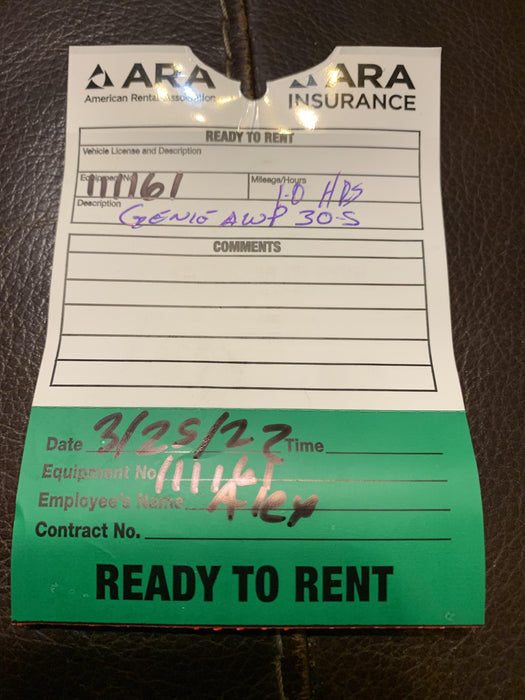 ARA ARA
American Rental Association INSURANCE
READY TO RENT
Vehicle License and Description
Equipment No. Mileage/Hours
111161 1.0 HRS
Description
GENIE AWP 30-S
COMMENTS
Date 3/25/22 Time
Equipment No. 111161
Employee's Name Alex
Contract No.
READY TO RENT